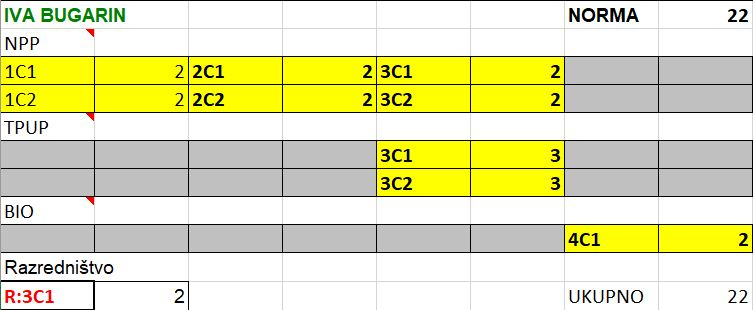 IVA BUGARIN NORMA 22
NPP
1C1 2 2C1 2 3C1 2
1C2 2 2C2 2 3C2 2
TPUP
3C1 3
3C2 3
BIO
4C1 2
Razredništvo
R:3C1 2 UKUPNO 22